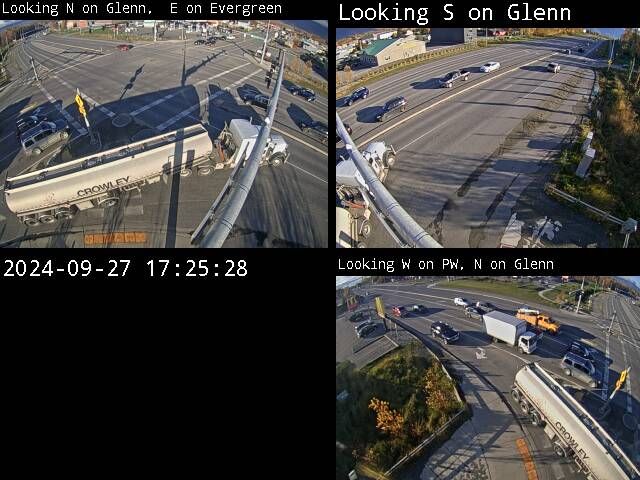 Looking N on Glenn, E on Evergreen
Looking S on Glenn
CROWLEY
2024-09-27 17:25:28
Looking W on PW, N on Glenn
CROWLEY